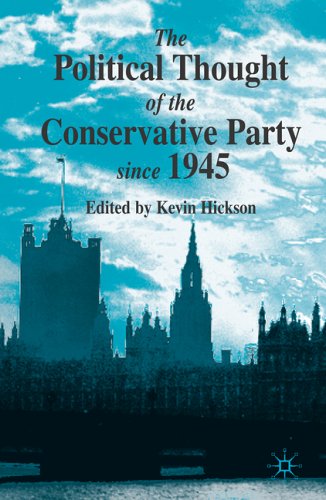 The
Political Thought
of the
Conservative Party
since 1945
Edited by Kevin Hickson